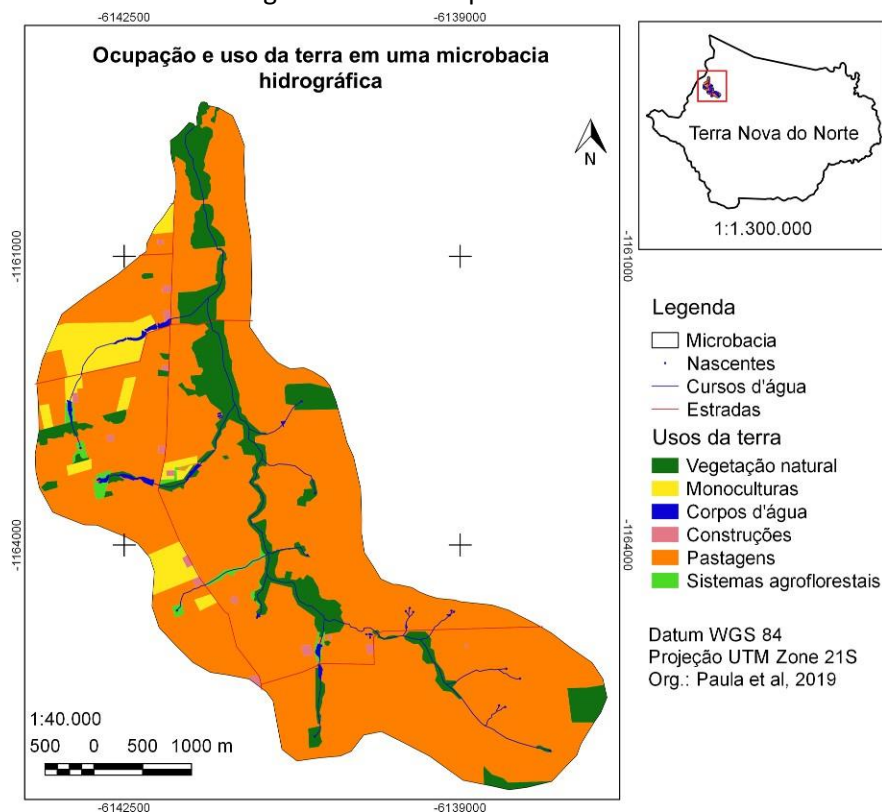 -6142500
-6139000
Ocupação e uso da terra em uma microbacia
hidrográfica
N
-1161000
-1161000
-1164000
-1164000
1:40.000
500 0 500 1000 m
-6142500
-6139000
Terra Nova do Norte
1:1.300.000
Legenda
Microbacia
Nascentes
Cursos d'água
Estradas
Usos da terra
Vegetação natural
Monoculturas
Corpos d'água
Construções
Pastagens
Sistemas agroflorestais
Datum WGS 84
Projeção UTM Zone 21S
Org.: Paula et al, 2019